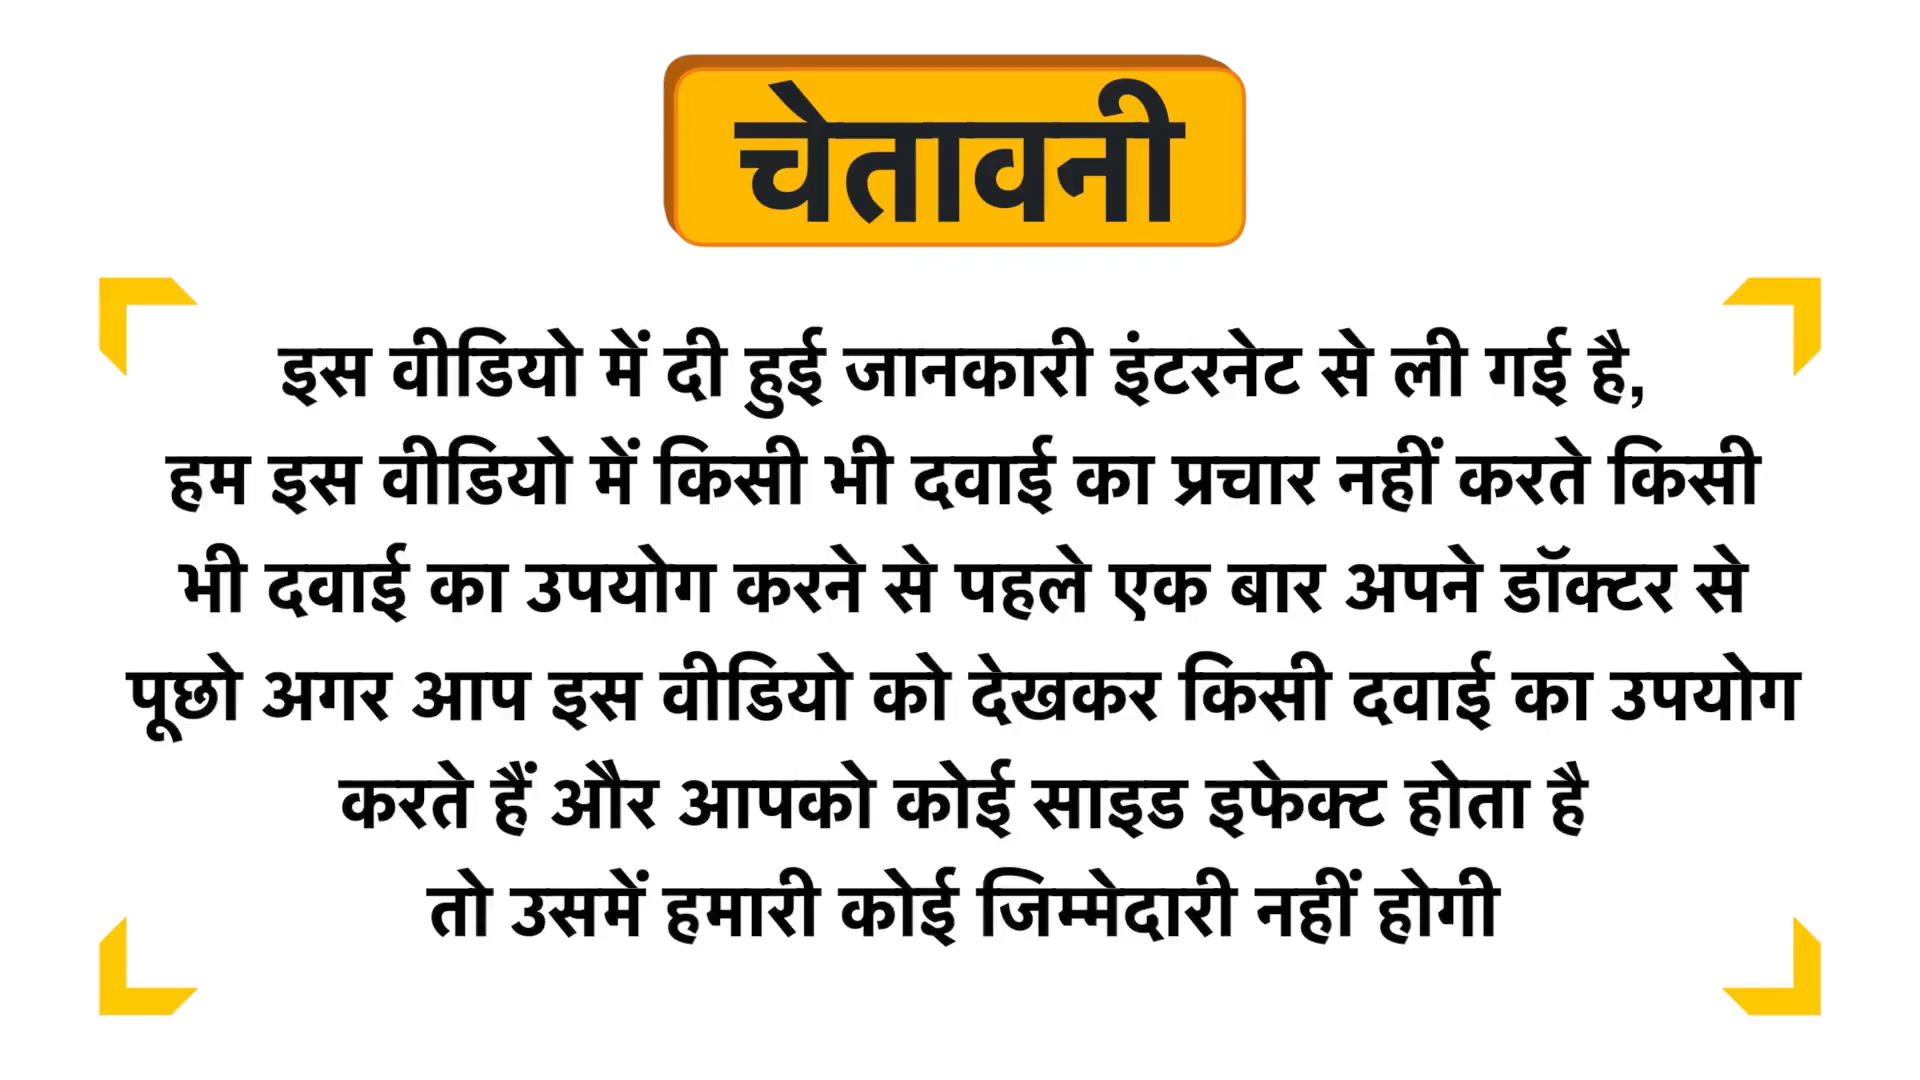 चेतावनी
इस वीडियो में दी हुई जानकारी इंटरनेट से ली गई है,
हम इस वीडियो में किसी भी दवाई का प्रचार नहीं करते किसी
भी दवाई का उपयोग करने से पहले एक बार अपने डॉक्टर से
पूछो अगर आप इस वीडियो को देखकर किसी दवाई का उपयोग
करते हैं और आपको कोई साइड इफेक्ट होता है
तो उसमें हमारी कोई जिम्मेदारी नहीं होगी